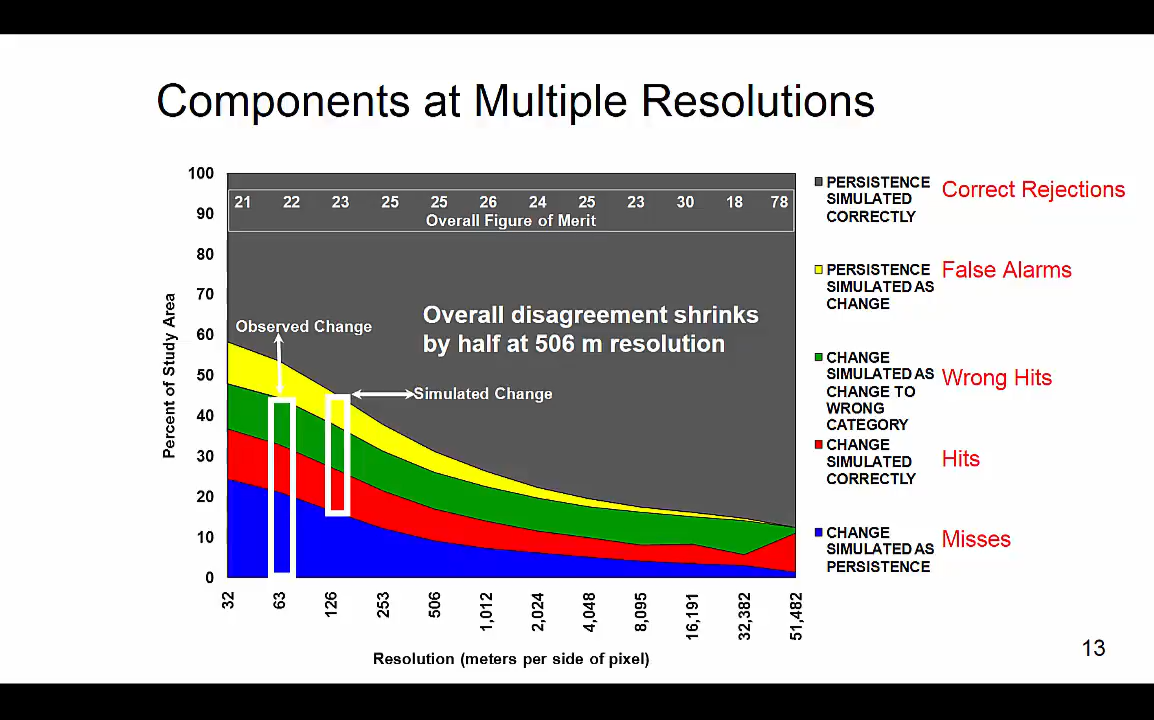 Components at Multiple Resolutions
100
90
80
70
60
50
40
30
20
10
0
Percent of Study Area
21 22 23 25 25 26 24 25 23 30 18 78
Overall Figure of Merit
Overall disagreement shrinks
by half at 506 m resolution
Observed Change
Simulated Change
32 63 126 253 506 1,012 2,024 4,048 8,095 16,191 32,382 51,482
Resolution (meters per side of pixel)
PERSISTENCE
SIMULATED
CORRECTLY
Correct Rejections
PERSISTENCE
SIMULATED AS
CHANGE
False Alarms
CHANGE
SIMULATED AS
CHANGE TO
WRONG
CATEGORY
Wrong Hits
CHANGE
SIMULATED
CORRECTLY
Hits
CHANGE
SIMULATED AS
PERSISTENCE
Misses
13